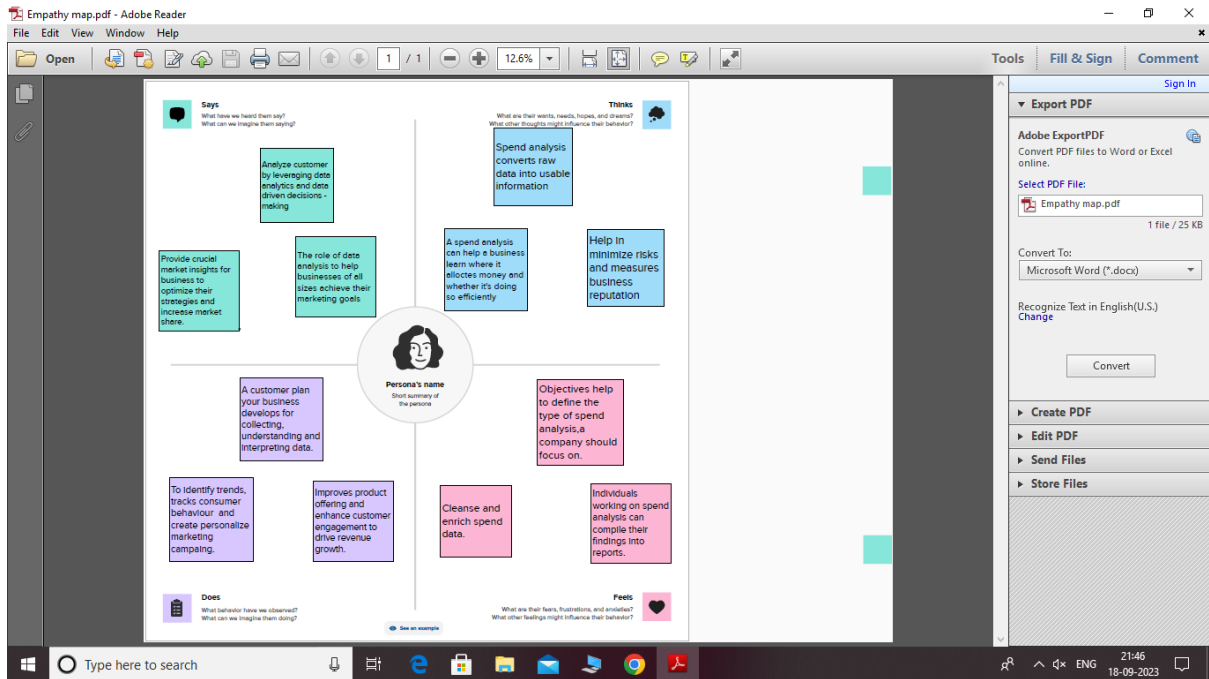 Empathy map.pdf - Adobe Reader
File Edit View Window Help
Open
1 / 1
12.6%
Tools
Fill & Sign
Comment
Sign In
Says
What have we heard them say?
What can we imagine them saying?
Thinks
What are their wants, needs, hopes, and dreams?
What other thoughts might influence their behavior?
Analyze customer
by leveraging data
analytics and data
driven decisions -
making
Spend analysis
converts raw
data into usable
information
Provide crucial
market insights for
business to
optimize their
strategies and
increase market
share.
The role of data
analysis to help
businesses of all
sizes achieve their
marketing goals
A spend analysis
can help a business
learn where it
alloctes money and
whether it's doing
so efficiently
Help in
minimize risks
and measures
business
reputation
Persona's name
Short summary of
the persona
A customer plan
your business
develops for
collecting,
understanding and
interpreting data.
Objectives help
to define the
type of spend
analysis,a
company should
focus on.
To identify trends,
tracks consumer
behaviour and
create personalize
marketing
campaing.
Improves product
offering and
enhance customer
engagement to
drive revenue
growth.
Cleanse and
enrich spend
data.
Individuals
working on spend
analysis can
compile their
findings into
reports.
Does
What behavior have we observed?
What can we imagine them doing?
Feels
What are their fears, frustrations, and anxieties?
What other feelings might influence their behavior?
See an example
Export PDF
Adobe ExportPDF
Convert PDF files to Word or Excel
online.
Select PDF File:
Empathy map.pdf
1 file / 25 KB
Convert To:
Microsoft Word (*.docx)
Recognize Text in English(U.S.)
Change
Convert
Create PDF
Edit PDF
Send Files
Store Files
Type here to search
ENG
21:46
18-09-2023